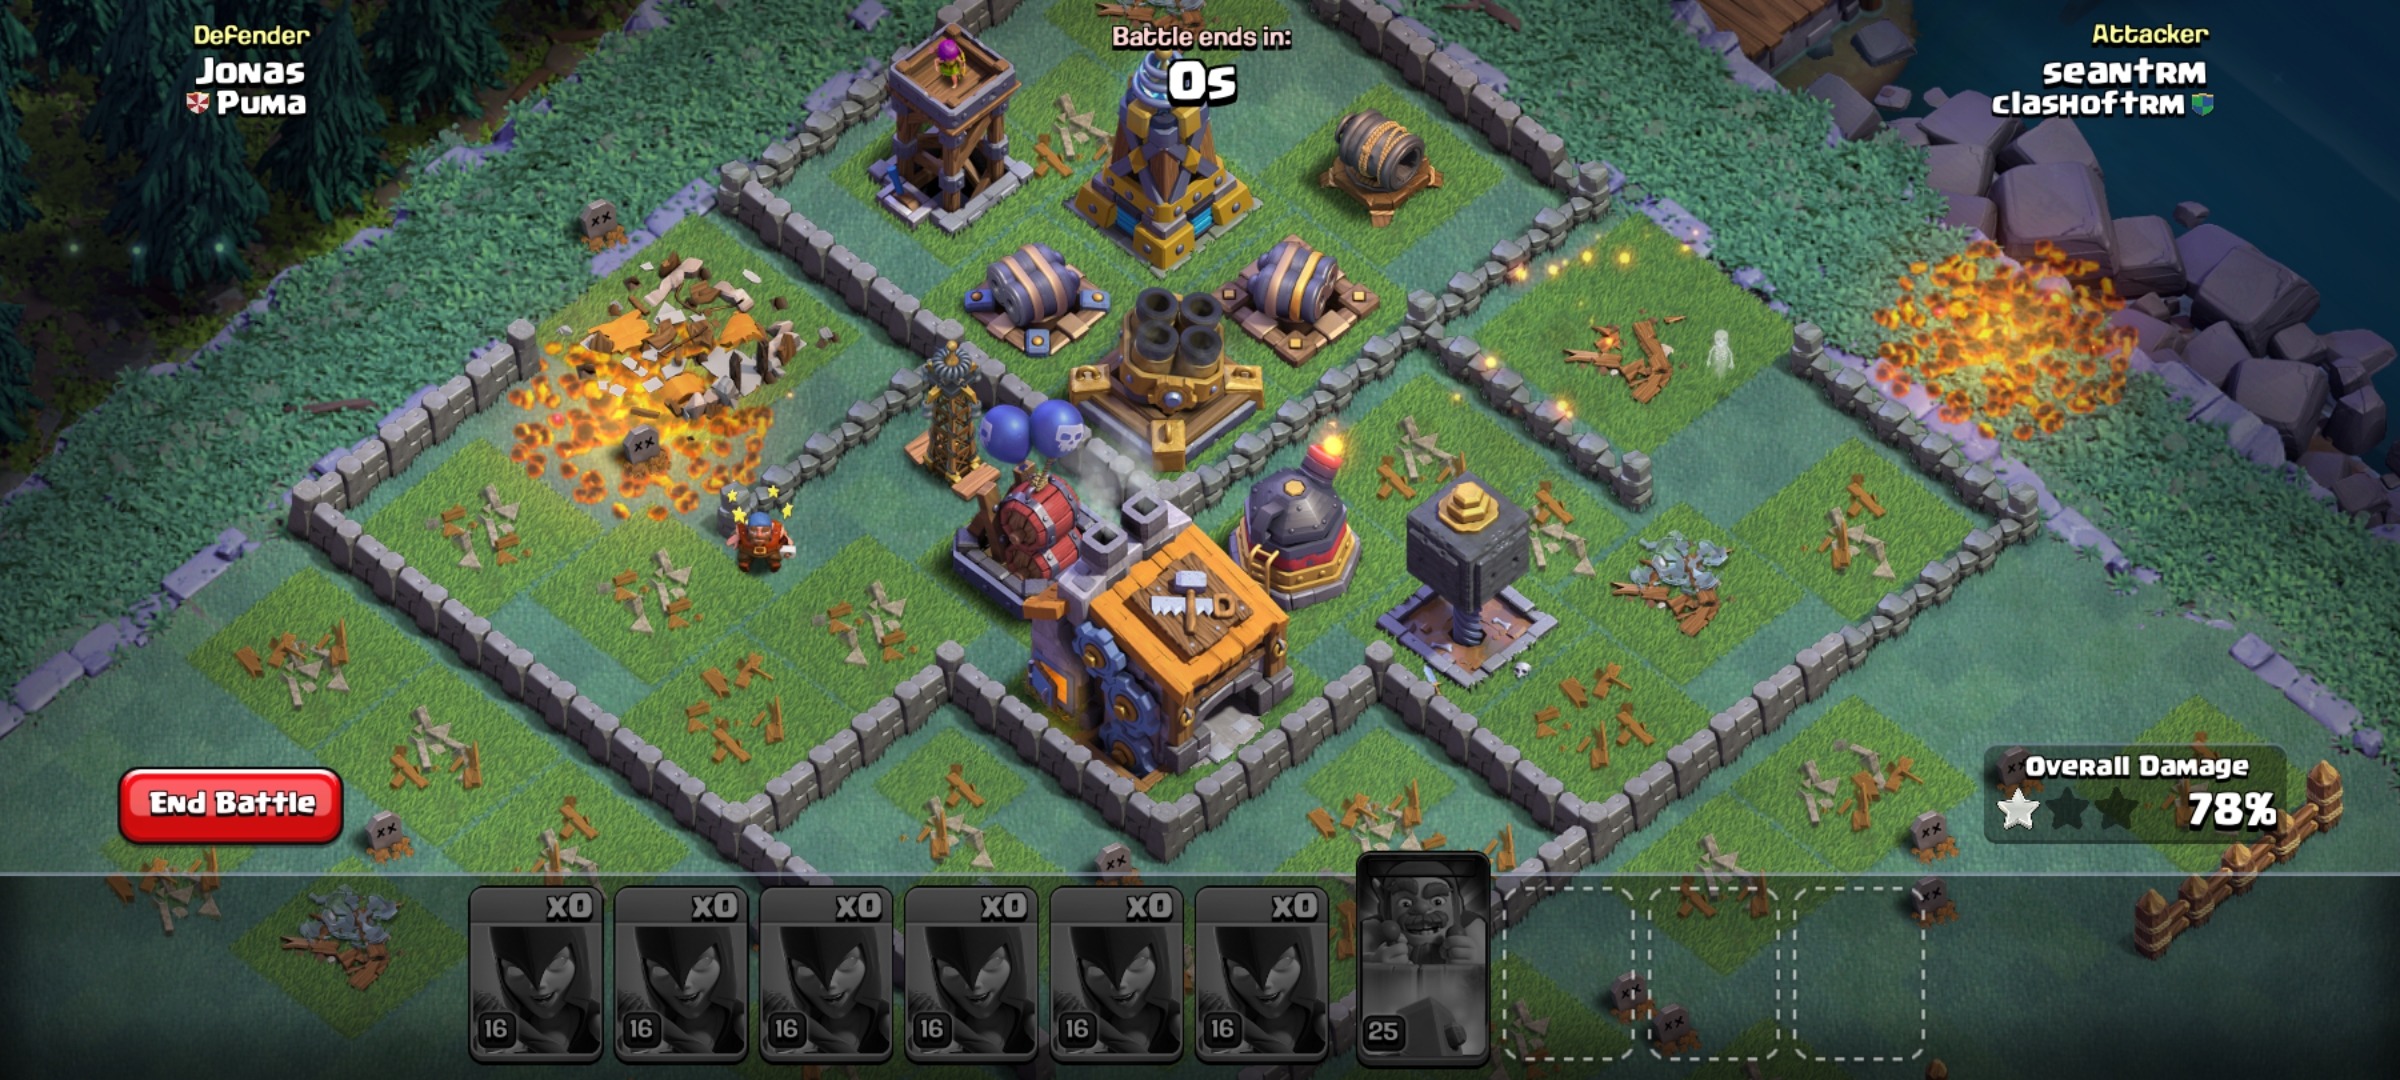 Defender
Jonas
Puma
Battle ends in:
0s
Attacker
seantRM
clashoftRM
End Battle
Overall Damage
78%
x0 x0 x0 x0 x0 x0
16 16 16 16 16 16 25